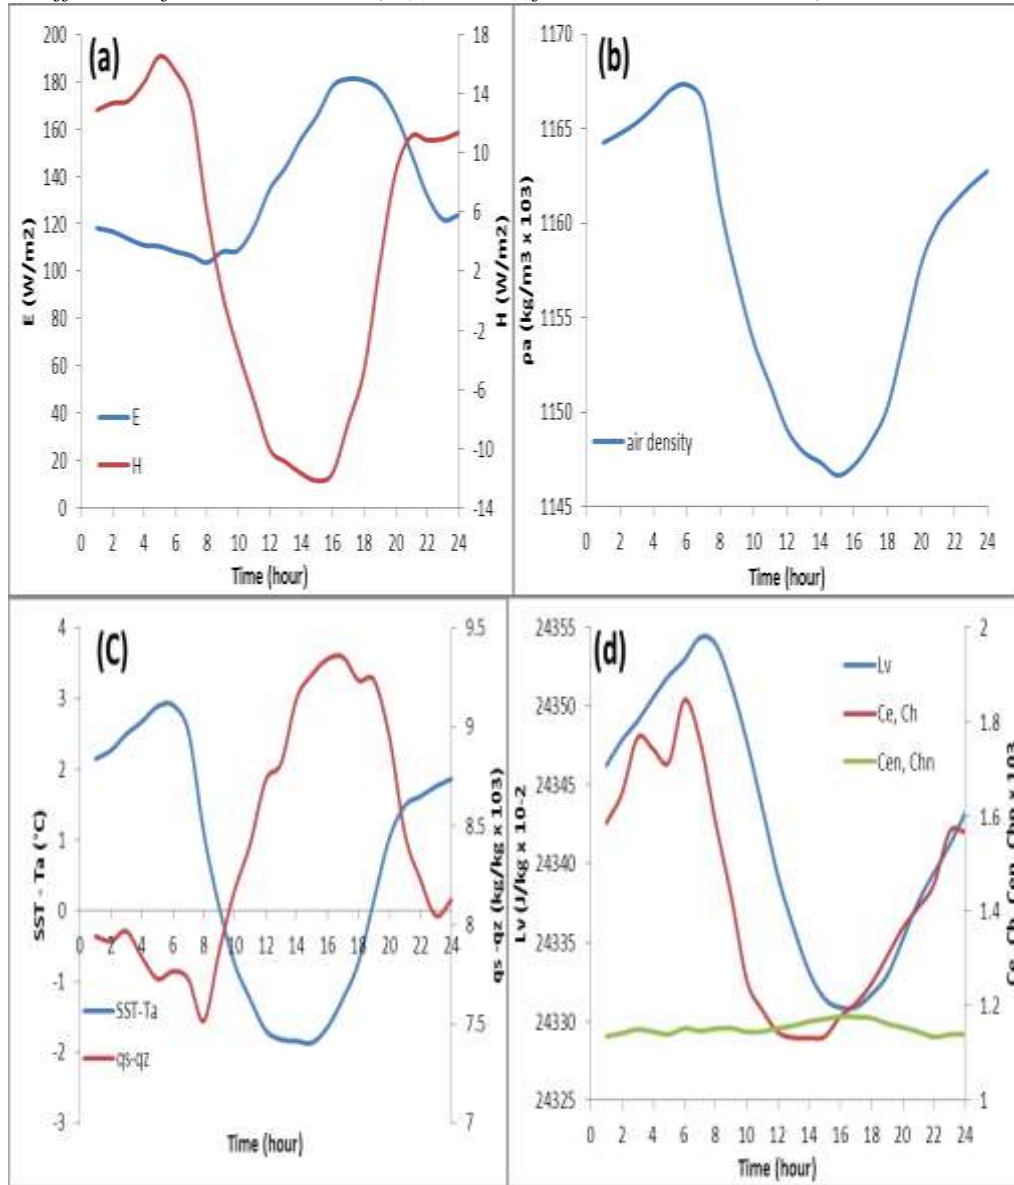 (a)
200
180
160
140
120
100
80
60
40
20
0
E (W/m2)
18
14
10
6
2
-2
-6
-10
-14
H (W/m2)
E
H
0 2 4 6 8 10 12 14 16 18 20 22 24
Time (hour)
(b)
1170
1165
1160
1155
1150
1145
ρa (kg/m3 x 103)
air density
0 2 4 6 8 10 12 14 16 18 20 22 24
Time (hour)
(C)
4
3
2
1
0
-1
-2
-3
SST - Ta (°C)
9.5
9
8.5
8
7.5
7
qs -qz (kg/kg x 103)
0 2 4 6 8 10 12 14 16 18 20 22 24
SST-Ta
qs-qz
Time (hour)
(d)
24355
24350
24345
24340
24335
24330
24325
Lv (J/kg x 10-2
2
1.8
1.6
1.4
1.2
1
Ce, Ch, Cen, Chn x 103
Lv
Ce, Ch
Cen, Chn
0 2 4 6 8 10 12 14 16 18 20 22 24
Time (hour)